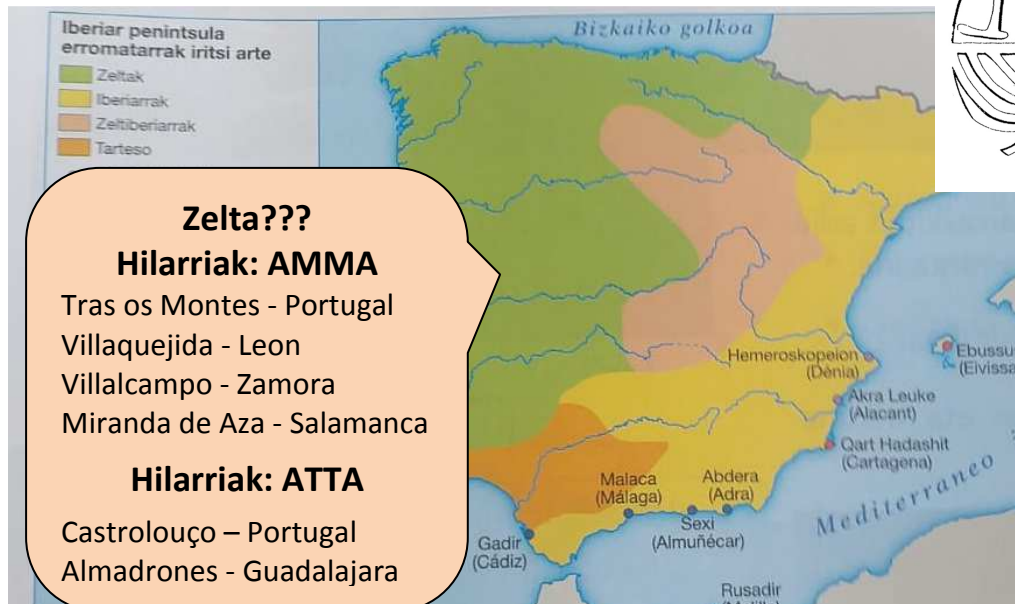 Iberiar penintsula
erromatarrak iritsi arte
Zeltak
Iberiarrak
Zeltiberiarrak
Tarteso
Bizkaiko golkoa
Zelta???
Hilarriak: AMMA
Tras os Montes - Portugal
Villaquejida - Leon
Villalcampo - Zamora
Miranda de Aza - Salamanca
Hilarriak: ATTA
Castrolouço – Portugal
Almadrones - Guadalajara
Hemeroskopeion
(Dénia)
(Eivissa
Akra Leuke
(Alacant)
Qart Hadashit
(Cartagena)
Mediterraneo
Malaca
(Málaga)
Abdera
(Adra)
Sexi
(Almuñécar)
Gadir
(Cádiz)
Rusadir